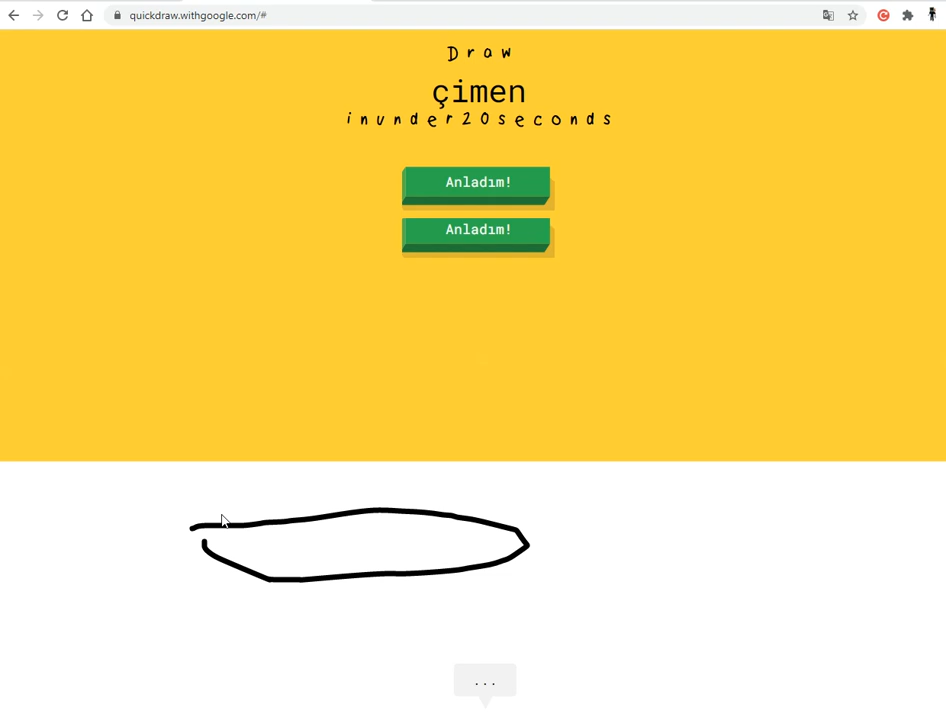 quickdraw.withgoogle.com/#
Draw
çimen
inunder20seconds
Anladım!
Anladım!
...